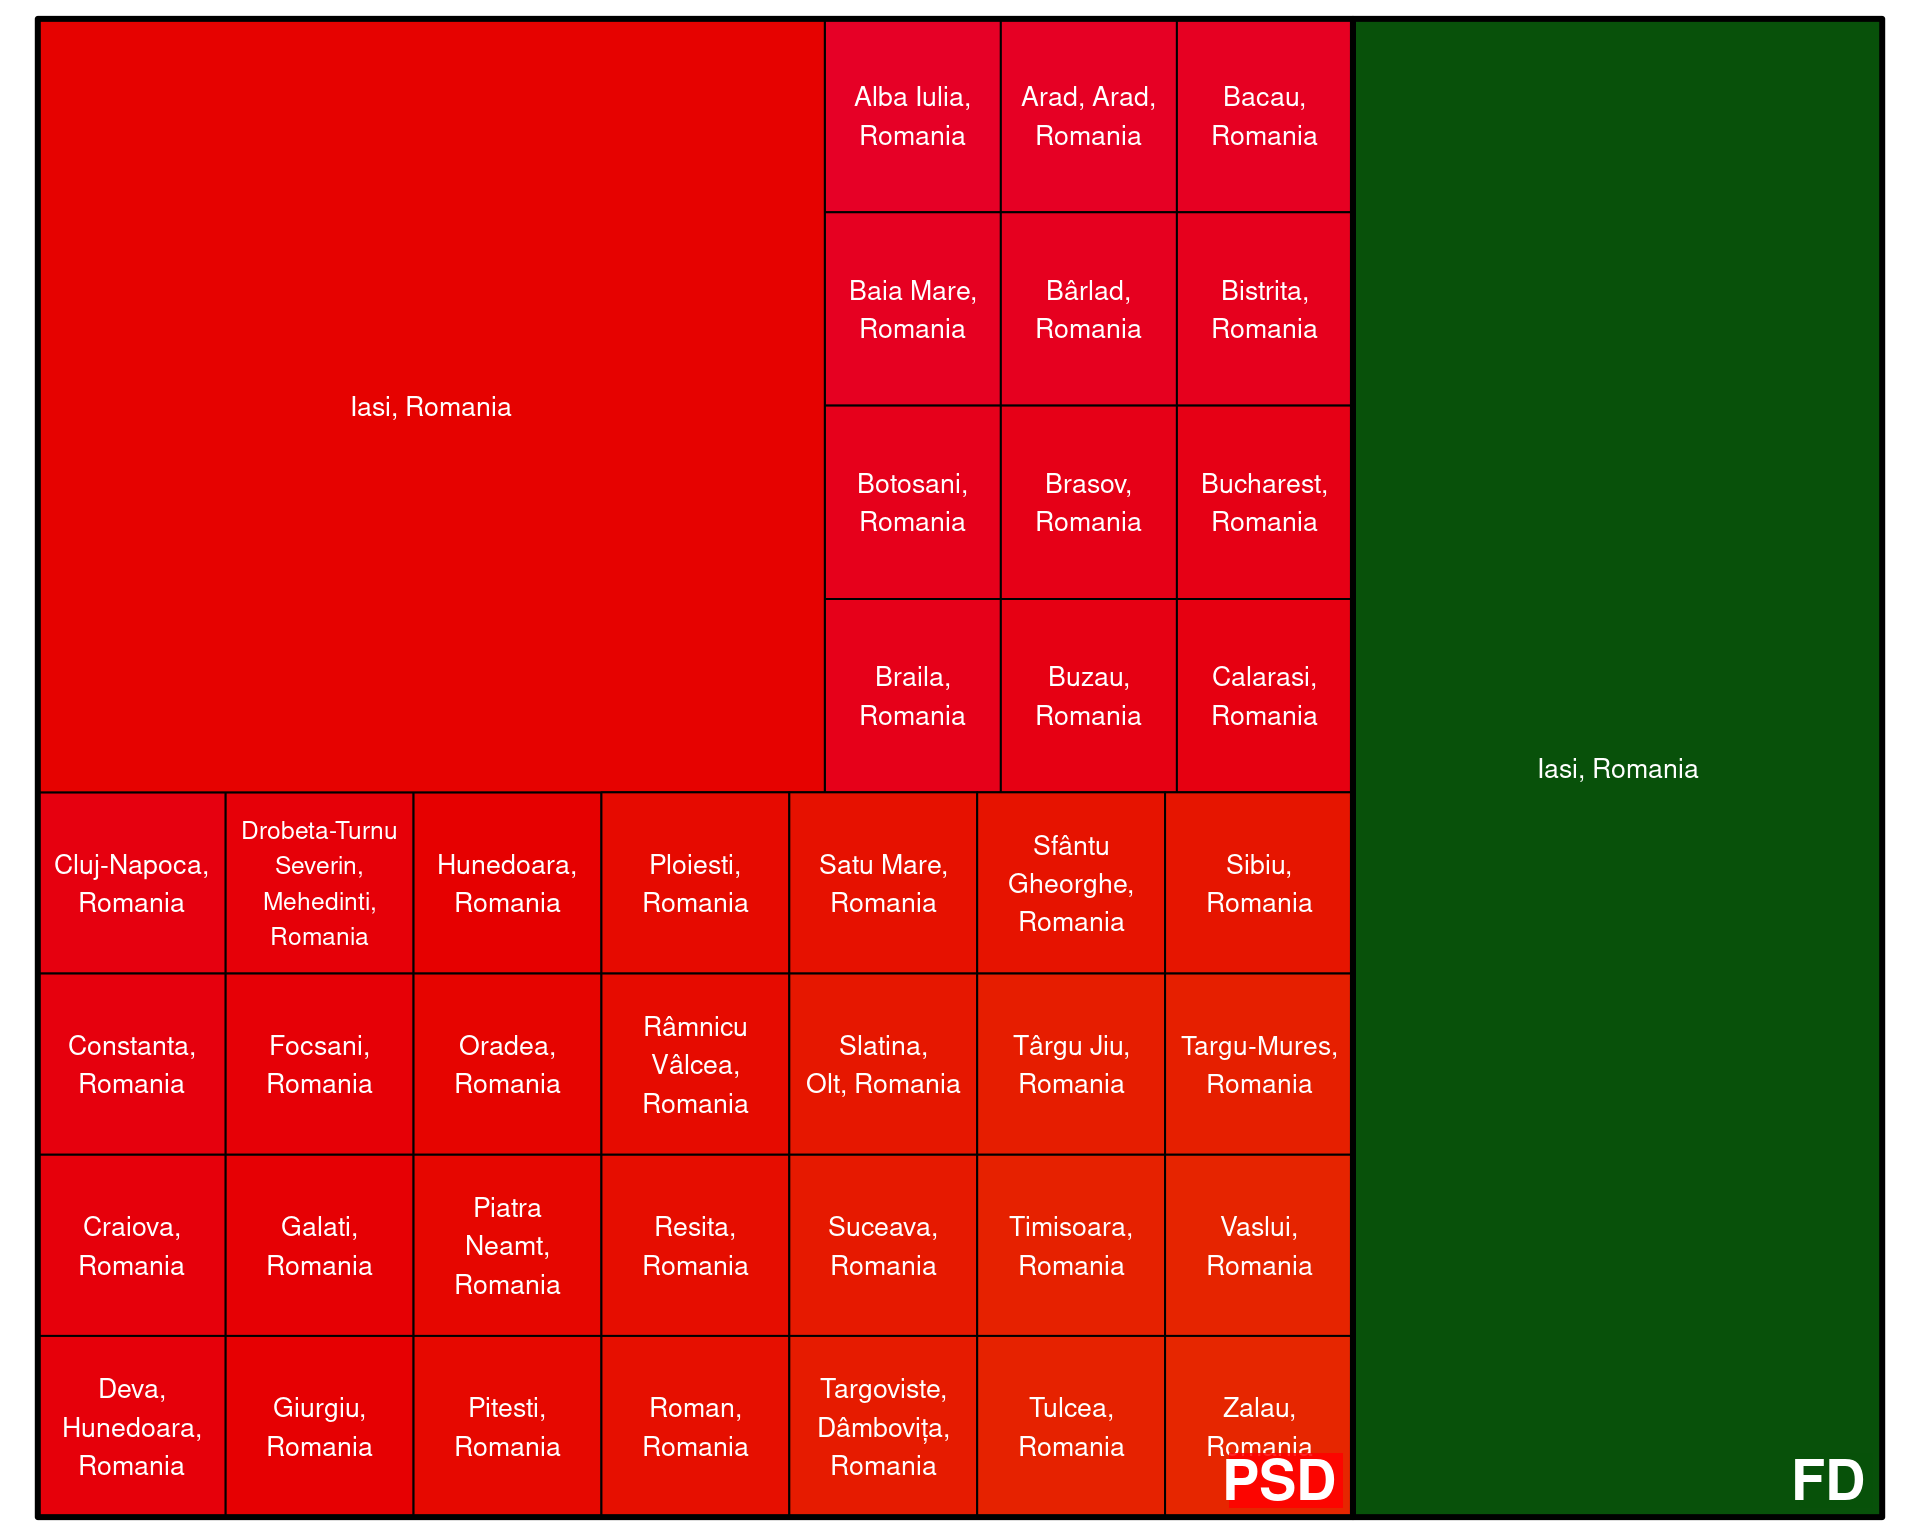 Iasi, Romania
Alba Iulia,
Romania
Arad, Arad,
Romania
Bacau,
Romania
Baia Mare,
Romania
Bârlad,
Romania
Bistrita,
Romania
Botosani,
Romania
Brasov,
Romania
Bucharest,
Romania
Braila,
Romania
Buzau,
Romania
Calarasi,
Romania
Cluj-Napoca,
Romania
Drobeta-Turnu
Severin,
Mehedinti,
Romania
Hunedoara,
Romania
Ploiesti,
Romania
Satu Mare,
Romania
Sfântu
Gheorghe,
Romania
Sibiu,
Romania
Constanta,
Romania
Focsani,
Romania
Oradea,
Romania
Râmnicu
Vâlcea,
Romania
Slatina,
Olt, Romania
Târgu Jiu,
Romania
Targu-Mures,
Romania
Craiova,
Romania
Galati,
Romania
Piatra
Neamt,
Romania
Resita,
Romania
Suceava,
Romania
Timisoara,
Romania
Vaslui,
Romania
Deva,
Hunedoara,
Romania
Giurgiu,
Romania
Pitesti,
Romania
Roman,
Romania
Targoviste,
Dâmbovița,
Romania
Tulcea,
Romania
Zalau,
Romania
PSD
Iasi, Romania
FD